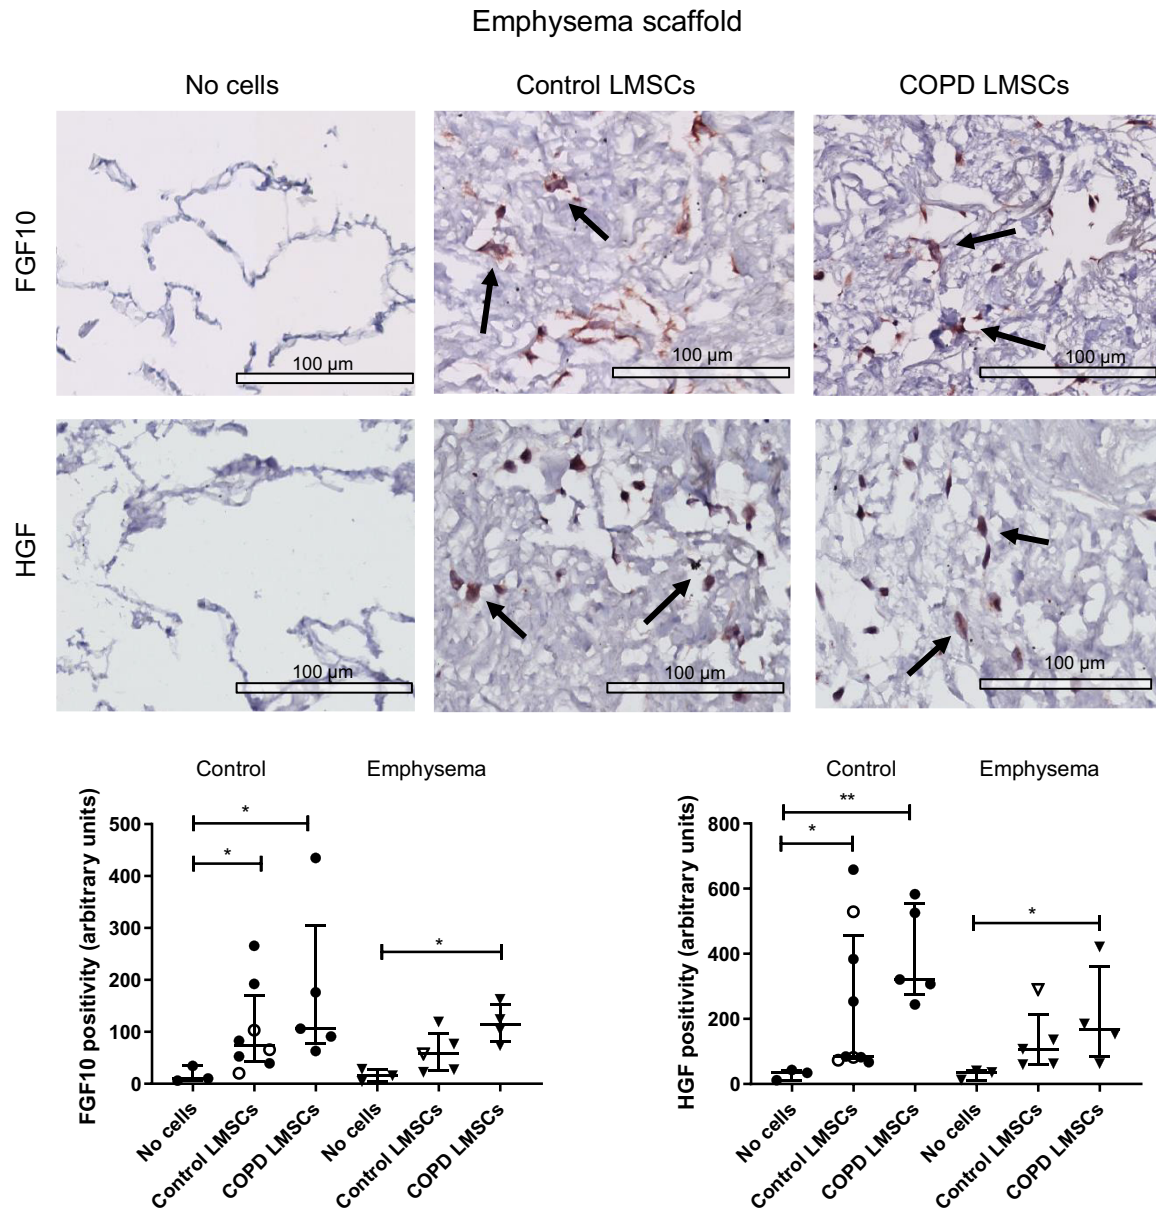 Emphysema scaffold
No cells
Control LMSCs
COPD LMSCs
FGF10
100 µm
100 µm
100 µm
HGF
100 µm
100 µm
100 µm
Control
Emphysema
FGF10 positivity (arbitrary units)
500
400
300
200
100
0
*
*
*
No cells
Control LMSCs
COPD LMSCs
No cells
Control LMSCs
COPD LMSCs
Control
Emphysema
HGF positivity (arbitrary units)
800
600
400
200
0
**
*
*
No cells
Control LMSCs
COPD LMSCs
No cells
Control LMSCs
COPD LMSCs